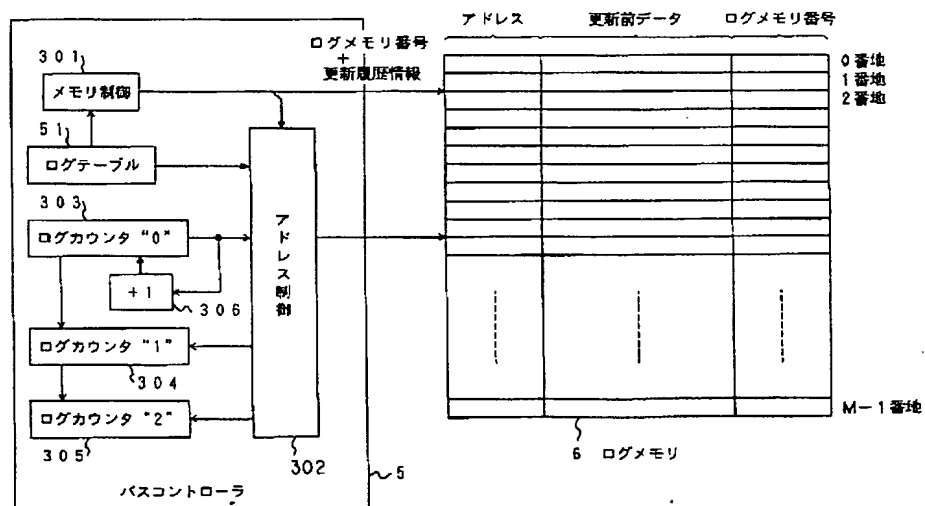 アドレス 更新前データ ログメモリ番号
ログメモリ番号
+
更新履歴情報
0番地
1番地
2番地
301
メモリ制御
51
ログテーブル
303
ログカウンタ "0"
+1
306
ログカウンタ "1"
304
ログカウンタ "2"
305
アドレス制御
302
5
バスコントローラ
M-1番地
6 ログメモリ